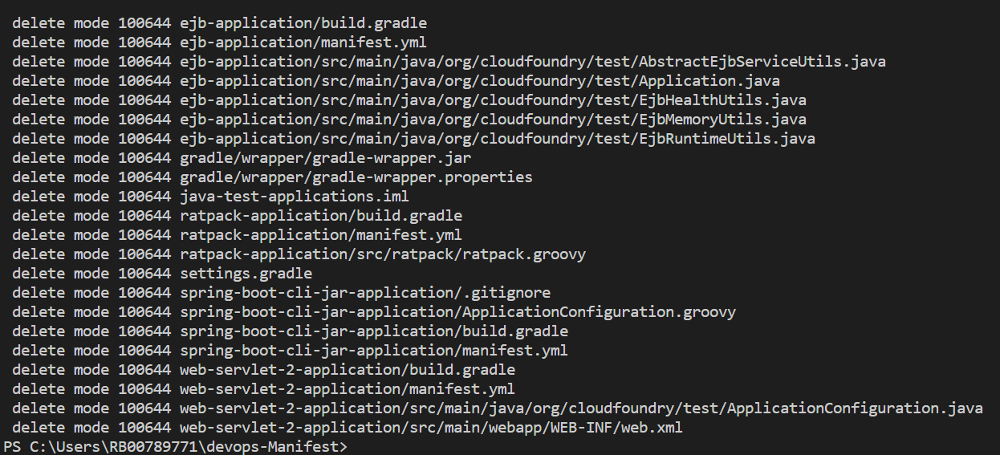 delete mode 100644 ejb-application/build.gradle
delete mode 100644 ejb-application/manifest.yml
delete mode 100644 ejb-application/src/main/java/org/cloudfoundry/test/AbstractEjbServiceUtils.java
delete mode 100644 ejb-application/src/main/java/org/cloudfoundry/test/Application.java
delete mode 100644 ejb-application/src/main/java/org/cloudfoundry/test/EjbHealthUtils.java
delete mode 100644 ejb-application/src/main/java/org/cloudfoundry/test/EjbMemoryUtils.java
delete mode 100644 ejb-application/src/main/java/org/cloudfoundry/test/EjbRuntimeUtils.java
delete mode 100644 gradle/wrapper/gradle-wrapper.jar
delete mode 100644 gradle/wrapper/gradle-wrapper.properties
delete mode 100644 java-test-applications.iml
delete mode 100644 ratpack-application/build.gradle
delete mode 100644 ratpack-application/manifest.yml
delete mode 100644 ratpack-application/src/ratpack/ratpack.groovy
delete mode 100644 settings.gradle
delete mode 100644 spring-boot-cli-jar-application/.gitignore
delete mode 100644 spring-boot-cli-jar-application/ApplicationConfiguration.groovy
delete mode 100644 spring-boot-cli-jar-application/build.gradle
delete mode 100644 spring-boot-cli-jar-application/manifest.yml
delete mode 100644 web-servlet-2-application/build.gradle
delete mode 100644 web-servlet-2-application/manifest.yml
delete mode 100644 web-servlet-2-application/src/main/java/org/cloudfoundry/test/ApplicationConfiguration.java
delete mode 100644 web-servlet-2-application/src/main/webapp/WEB-INF/web.xml
PS C:\Users\RB00789771\devops-Manifest>